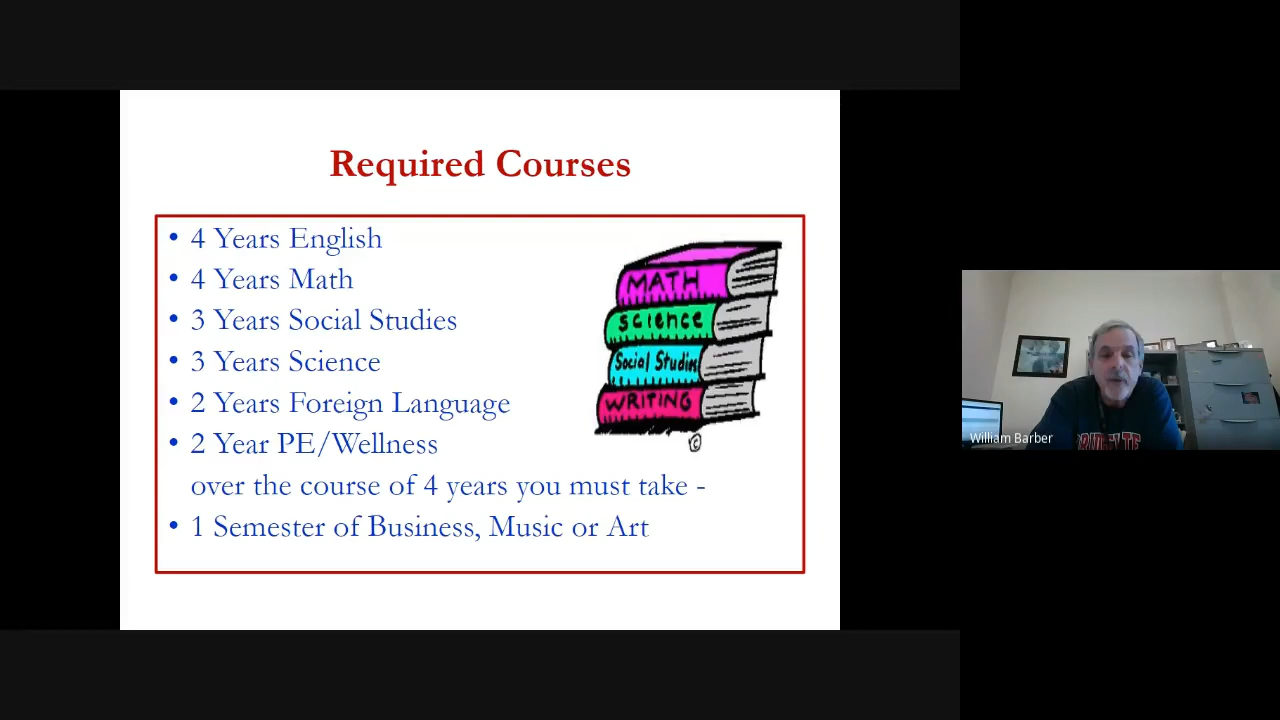 Required Courses
• 4 Years English
• 4 Years Math
• 3 Years Social Studies
• 3 Years Science
• 2 Years Foreign Language
• 2 Year PE/Wellness
over the course of 4 years you must take -
• 1 Semester of Business, Music or Art
MATH
science
Social Studies
WRITING
©
William Barber